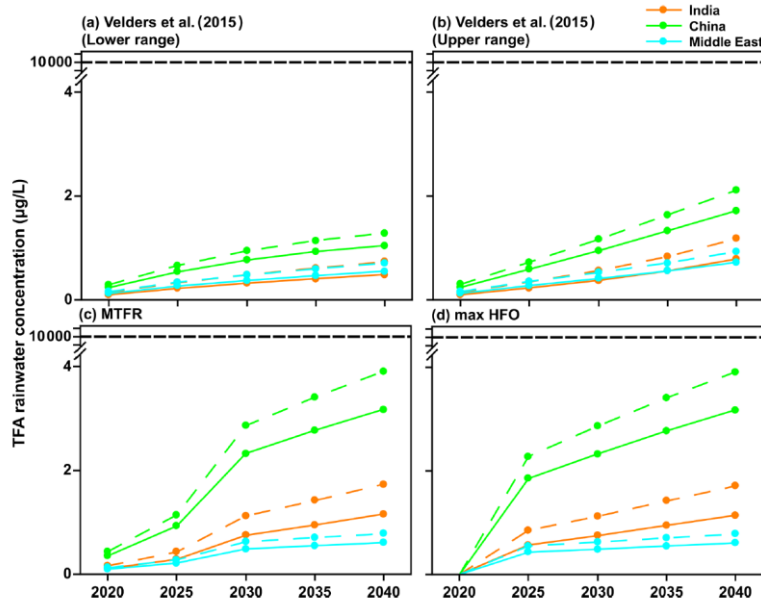 (a) Velders et al. (2015)
(Lower range)
(b) Velders et al. (2015)
(Upper range)
India
China
Middle East
10000
4
2
0
10000
(c) MTFR
(d) max HFO
4
2
0
TFA rainwater concentration (µg/L)
2020 2025 2030 2035 2040
2020 2025 2030 2035 2040